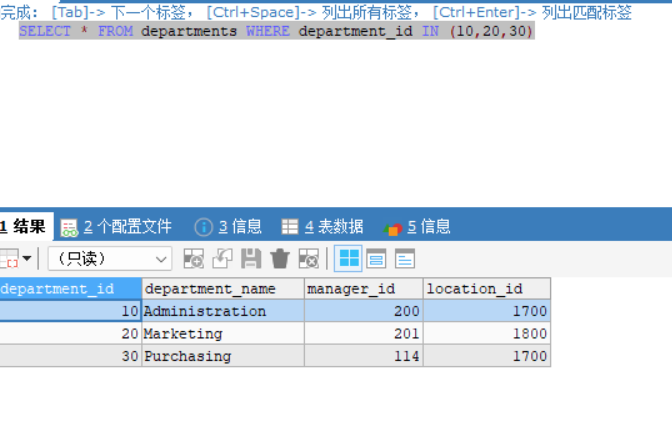 完成: [Tab]-> 下一个标签， [Ctrl+Space]-> 列出所有标签， [Ctrl+Enter]-> 列出匹配标签
SELECT * FROM departments WHERE department_id IN (10,20,30)
1 结果 2 个配置文件 3 信息 4 表数据 5 信息
(只读)
department_id department_name manager_id location_id
10 Administration 200 1700
20 Marketing 201 1800
30 Purchasing 114 1700